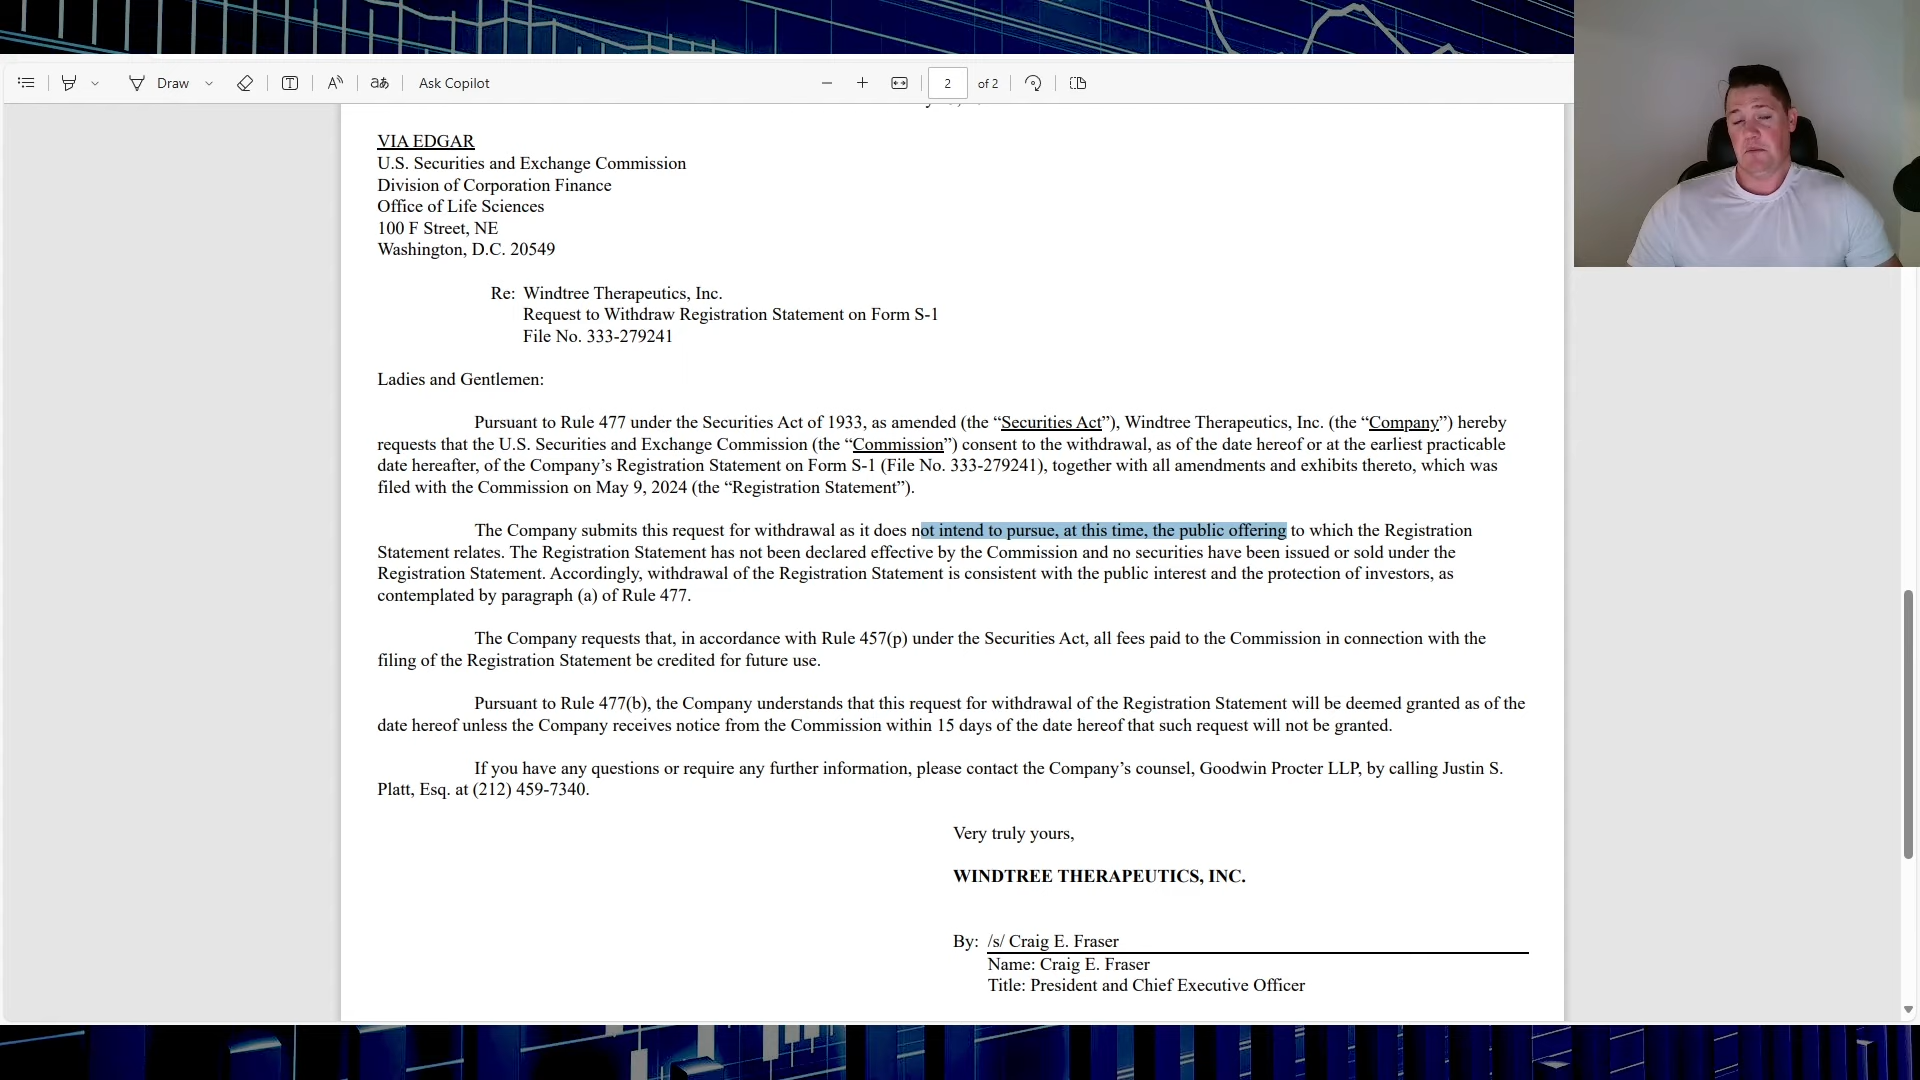 Draw
Ask Copilot
2
of 2
VIA EDGAR
U.S. Securities and Exchange Commission
Division of Corporation Finance
Office of Life Sciences
100 F Street, NE
Washington, D.C. 20549
Re: Windtree Therapeutics, Inc.
Request to Withdraw Registration Statement on Form S-1
File No. 333-279241
Ladies and Gentlemen:
Pursuant to Rule 477 under the Securities Act of 1933, as amended (the “Securities Act”), Windtree Therapeutics, Inc. (the “Company”) hereby
requests that the U.S. Securities and Exchange Commission (the “Commission”) consent to the withdrawal, as of the date hereof or at the earliest practicable
date hereafter, of the Company’s Registration Statement on Form S-1 (File No. 333-279241), together with all amendments and exhibits thereto, which was
filed with the Commission on May 9, 2024 (the “Registration Statement”).
The Company submits this request for withdrawal as it does not intend to pursue, at this time, the public offering to which the Registration
Statement relates. The Registration Statement has not been declared effective by the Commission and no securities have been issued or sold under the
Registration Statement. Accordingly, withdrawal of the Registration Statement is consistent with the public interest and the protection of investors, as
contemplated by paragraph (a) of Rule 477.
The Company requests that, in accordance with Rule 457(p) under the Securities Act, all fees paid to the Commission in connection with the
filing of the Registration Statement be credited for future use.
Pursuant to Rule 477(b), the Company understands that this request for withdrawal of the Registration Statement will be deemed granted as of the
date hereof unless the Company receives notice from the Commission within 15 days of the date hereof that such request will not be granted.
If you have any questions or require any further information, please contact the Company’s counsel, Goodwin Procter LLP, by calling Justin S.
Platt, Esq. at (212) 459-7340.
Very truly yours,
WINDTREE THERAPEUTICS, INC.
By: /s/ Craig E. Fraser
Name: Craig E. Fraser
Title: President and Chief Executive Officer